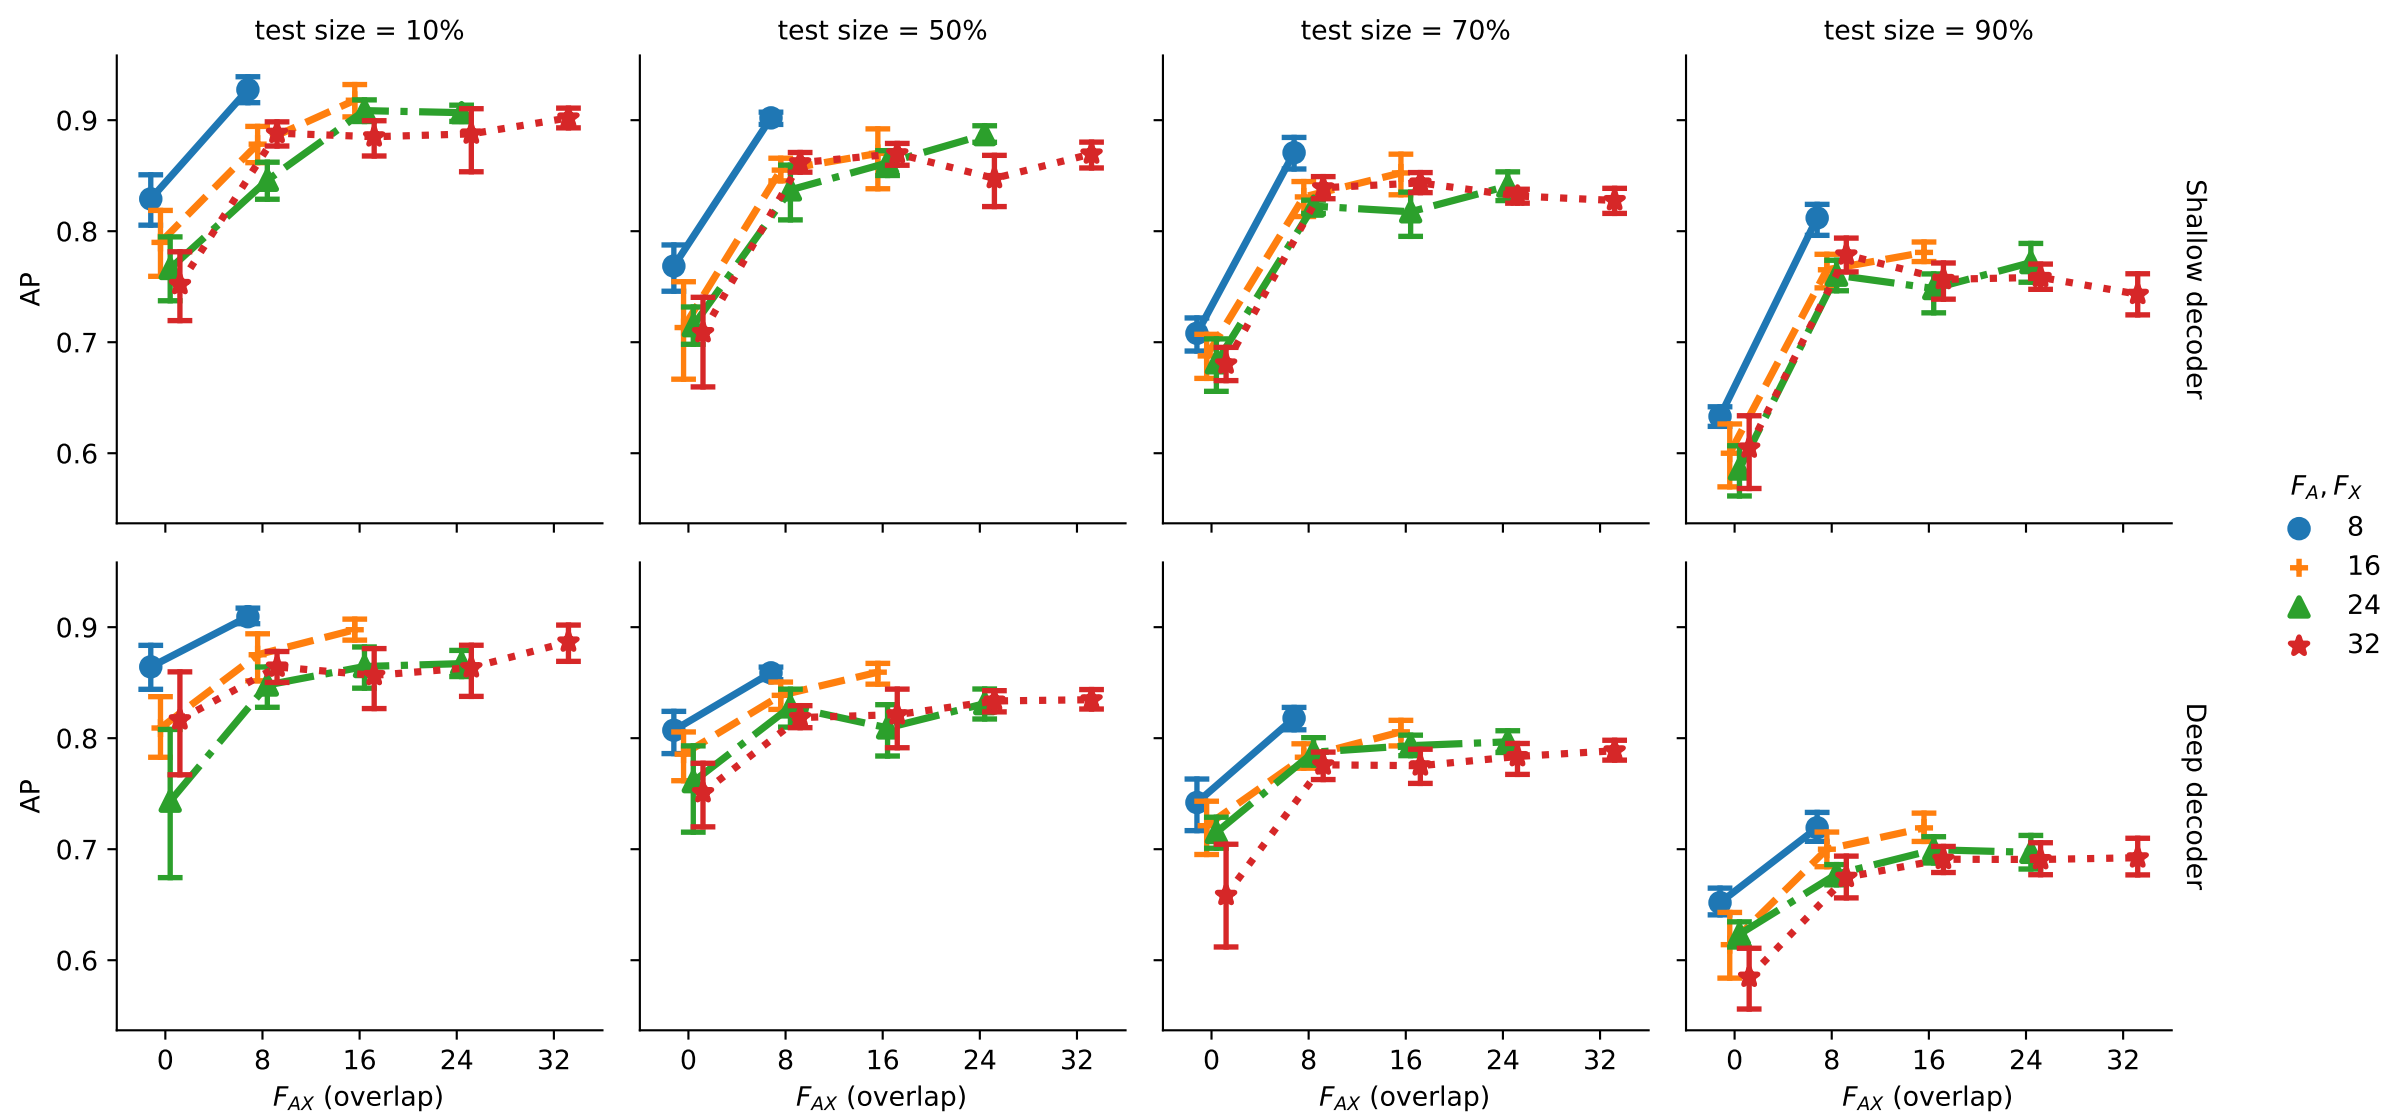 test size = 10%
test size = 50%
test size = 70%
test size = 90%
AP
0.9
0.8
0.7
0.6
Shallow decoder
F_A, F_X
8
16
24
32
AP
0.9
0.8
0.7
0.6
Deep decoder
0 8 16 24 32
0 8 16 24 32
0 8 16 24 32
0 8 16 24 32
F_AX (overlap)
F_AX (overlap)
F_AX (overlap)
F_AX (overlap)